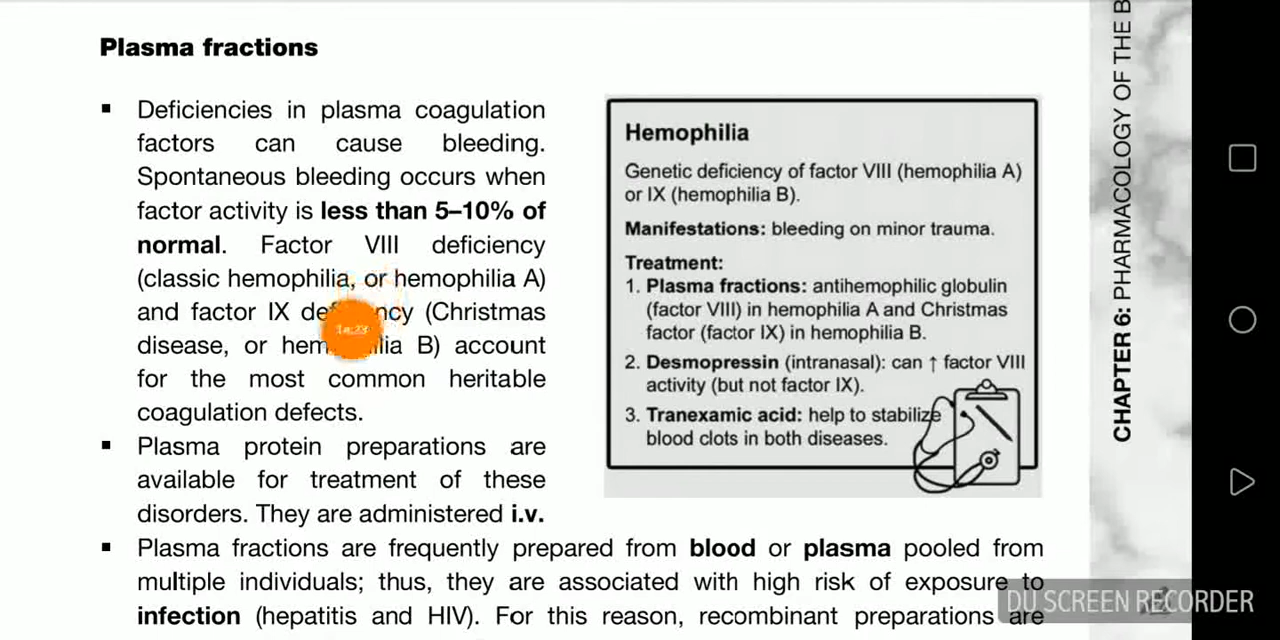 Plasma fractions
▪ Deficiencies in plasma coagulation
factors can cause bleeding.
Spontaneous bleeding occurs when
factor activity is less than 5–10% of
normal. Factor VIII deficiency
(classic hemophilia, or hemophilia A)
and factor IX de ncy (Christmas
disease, or hem lia B) account
for the most common heritable
coagulation defects.
▪ Plasma protein preparations are
available for treatment of these
disorders. They are administered i.v.
▪ Plasma fractions are frequently prepared from blood or plasma pooled from
multiple individuals; thus, they are associated with high risk of exposure to
infection (hepatitis and HIV). For this reason, recombinant preparations are
Hemophilia
Genetic deficiency of factor VIII (hemophilia A)
or IX (hemophilia B).
Manifestations: bleeding on minor trauma.
Treatment:
1. Plasma fractions: antihemophilic globulin
(factor VIII) in hemophilia A and Christmas
factor (factor IX) in hemophilia B.
2. Desmopressin (intranasal): can ↑ factor VIII
activity (but not factor IX).
3. Tranexamic acid: help to stabilize
blood clots in both diseases.
CHAPTER 6: PHARMACOLOGY OF THE B
DU SCREEN RECORDER